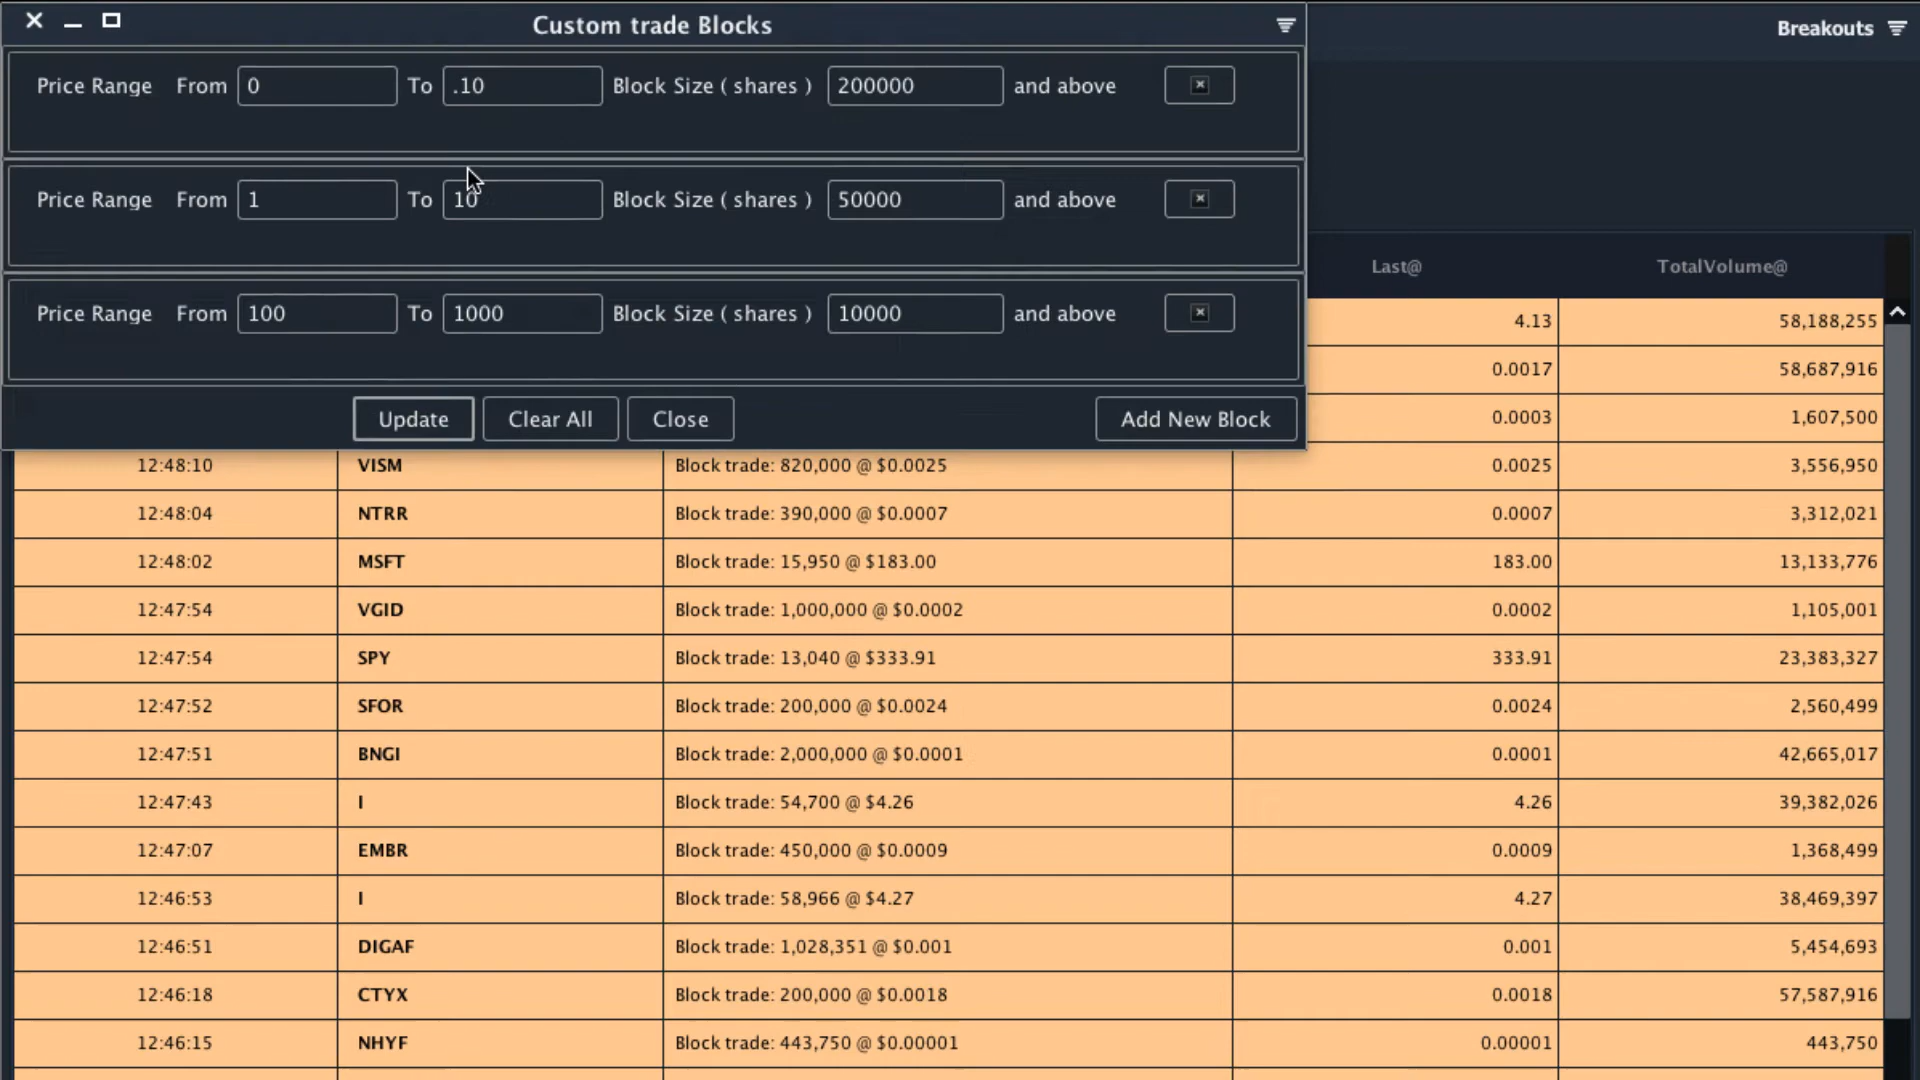 Custom trade Blocks
Breakouts
Price Range From 0 To .10 Block Size ( shares ) 200000 and above
Price Range From 1 To 10 Block Size ( shares ) 50000 and above
Price Range From 100 To 1000 Block Size ( shares ) 10000 and above
Update Clear All Close Add New Block
Last@ TotalVolume@
4.13 58,188,255
0.0017 58,687,916
0.0003 1,607,500
12:48:10 VISM Block trade: 820,000 @ $0.0025 0.0025 3,556,950
12:48:04 NTRR Block trade: 390,000 @ $0.0007 0.0007 3,312,021
12:48:02 MSFT Block trade: 15,950 @ $183.00 183.00 13,133,776
12:47:54 VGID Block trade: 1,000,000 @ $0.0002 0.0002 1,105,001
12:47:54 SPY Block trade: 13,040 @ $333.91 333.91 23,383,327
12:47:52 SFOR Block trade: 200,000 @ $0.0024 0.0024 2,560,499
12:47:51 BNGI Block trade: 2,000,000 @ $0.0001 0.0001 42,665,017
12:47:43 I Block trade: 54,700 @ $4.26 4.26 39,382,026
12:47:07 EMBR Block trade: 450,000 @ $0.0009 0.0009 1,368,499
12:46:53 I Block trade: 58,966 @ $4.27 4.27 38,469,397
12:46:51 DIGAF Block trade: 1,028,351 @ $0.001 0.001 5,454,693
12:46:18 CTYX Block trade: 200,000 @ $0.0018 0.0018 57,587,916
12:46:15 NHYF Block trade: 443,750 @ $0.00001 0.00001 443,750